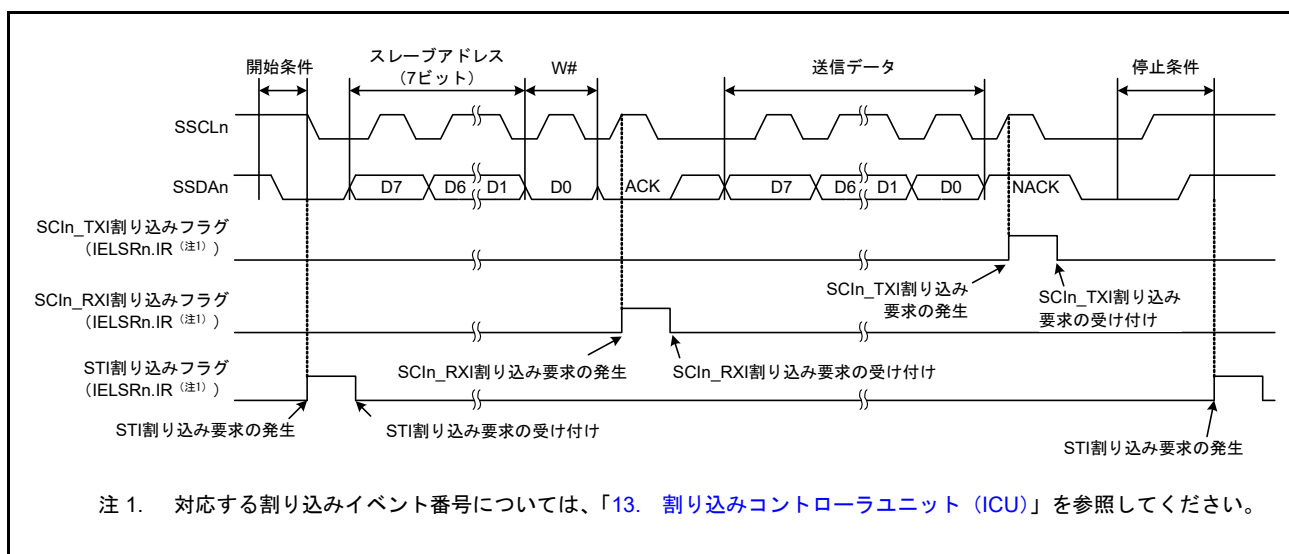 開始条件
スレーブアドレス
（7ビット）
W#
送信データ
停止条件
SSCLn
SSDAn
D7
D6
D1
D0
ACK
D7
D6
D1
D0
NACK
SCIn_TXI割り込みフラグ
（IELSRn.IR（注1））
SCIn_TXI割り込み
要求の発生
SCIn_TXI割り込み
要求の受け付け
SCIn_RXI割り込みフラグ
（IELSRn.IR（注1））
SCIn_RXI割り込み要求の発生
SCIn_RXI割り込み要求の受け付け
STI割り込みフラグ
（IELSRn.IR（注1））
STI割り込み要求の発生
STI割り込み要求の受け付け
STI割り込み要求の発生
注 1. 対応する割り込みイベント番号については、「13. 割り込みコントローラユニット（ICU）」を参照してください。